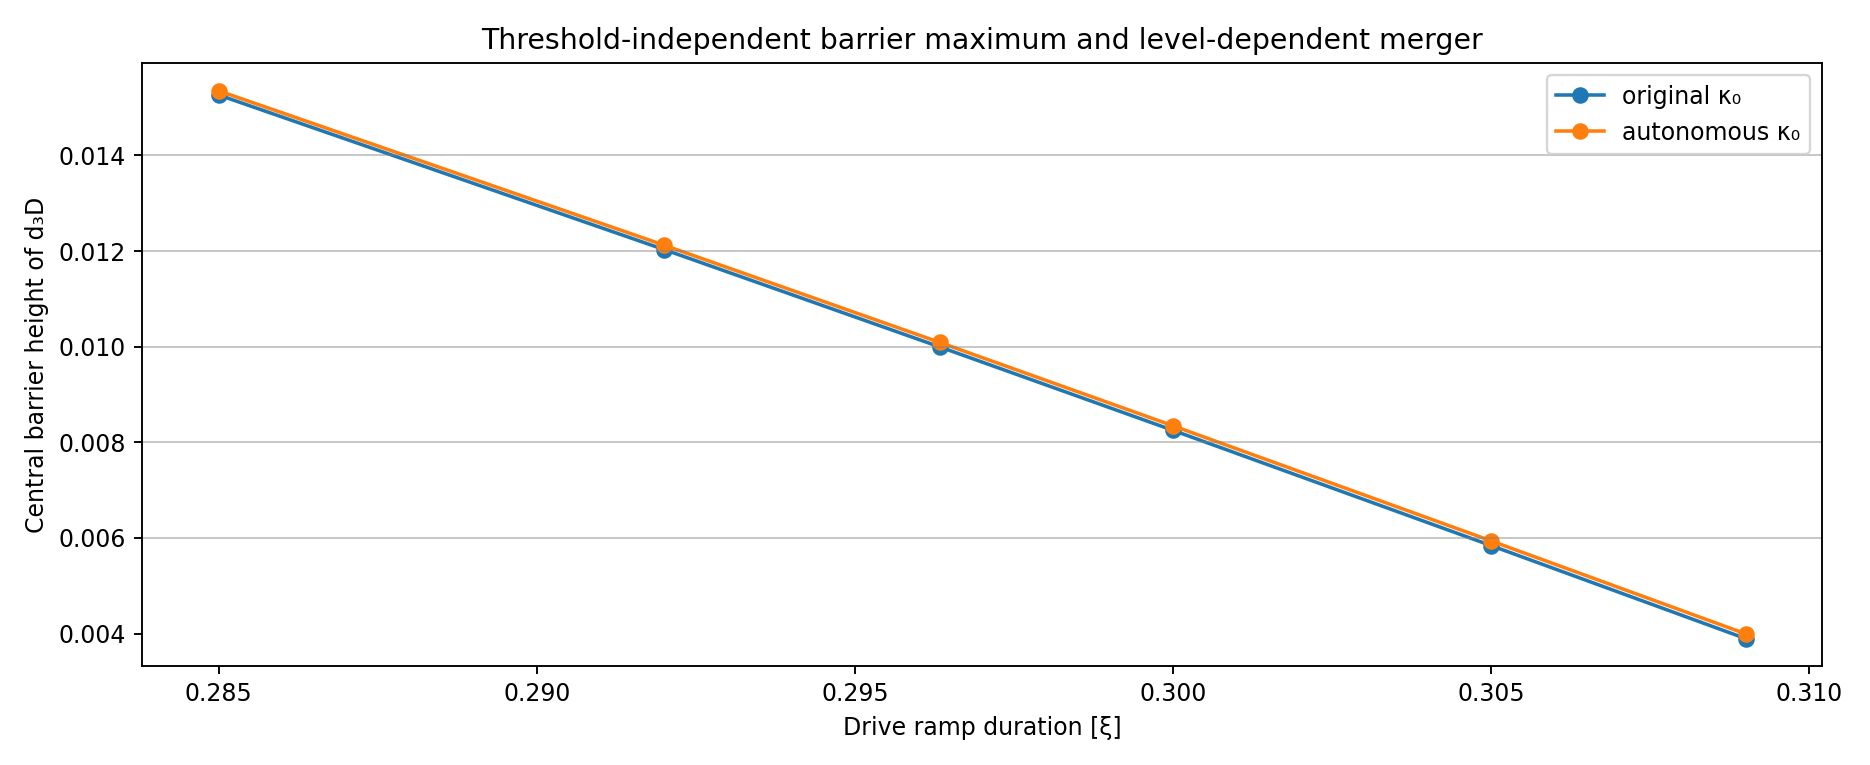 Threshold-independent barrier maximum and level-dependent merger
original κ₀
autonomous κ₀
Central barrier height of d₃D
0.014
0.012
0.010
0.008
0.006
0.004
0.285 0.290 0.295 0.300 0.305 0.310
Drive ramp duration [ξ]